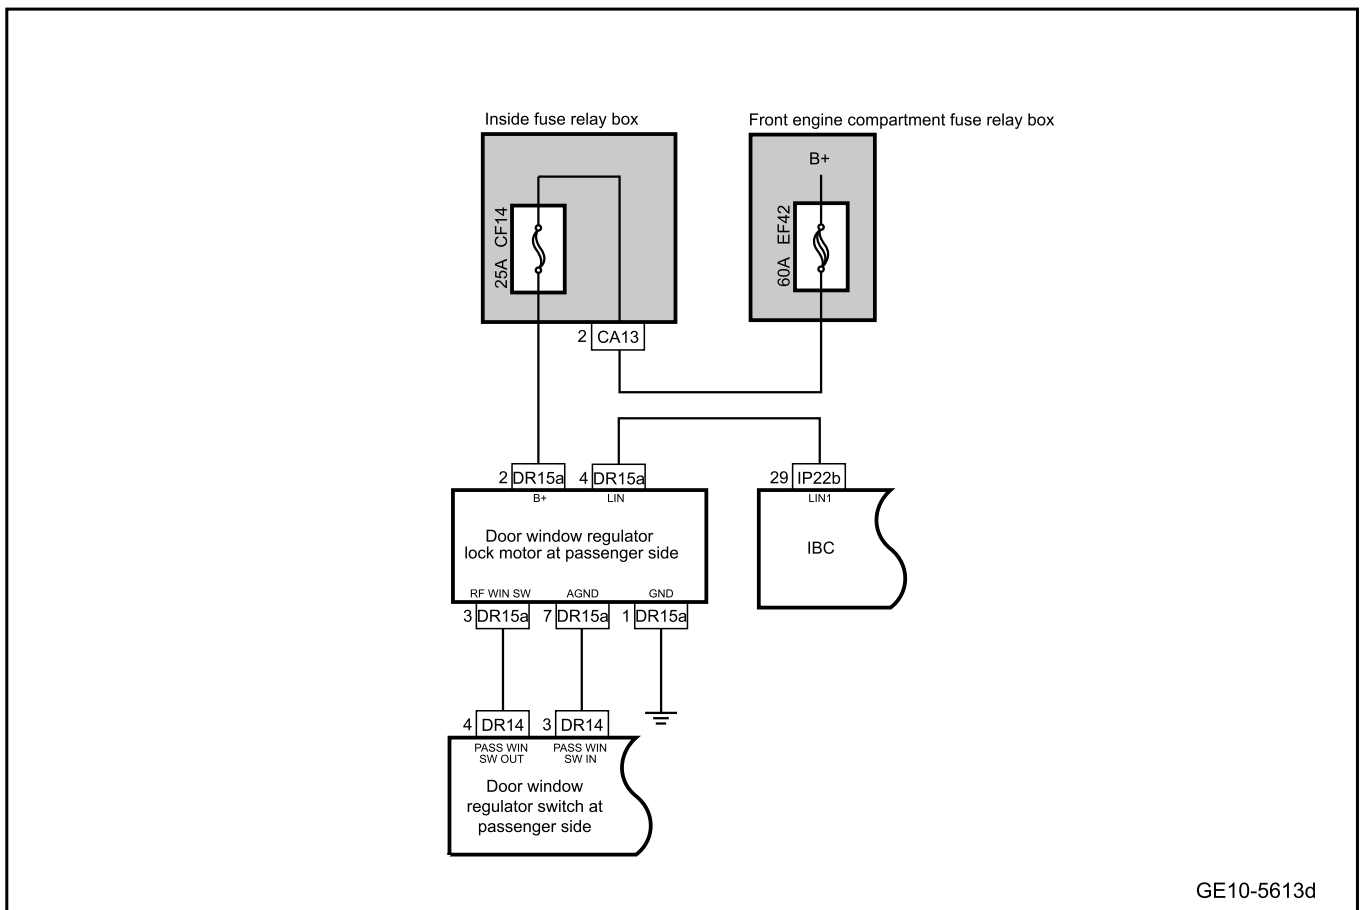 Inside fuse relay box
Front engine compartment fuse relay box
B+
25A CF14
60A EF42
2 CA13
2 DR15a
4 DR15a
29 IP22b
B+
LIN
LIN1
Door window regulator
lock motor at passenger side
IBC
RF WIN SW
AGND
GND
3 DR15a
7 DR15a
1 DR15a
4 DR14
3 DR14
PASS WIN
SW OUT
PASS WIN
SW IN
Door window
regulator switch at
passenger side
GE10-5613d